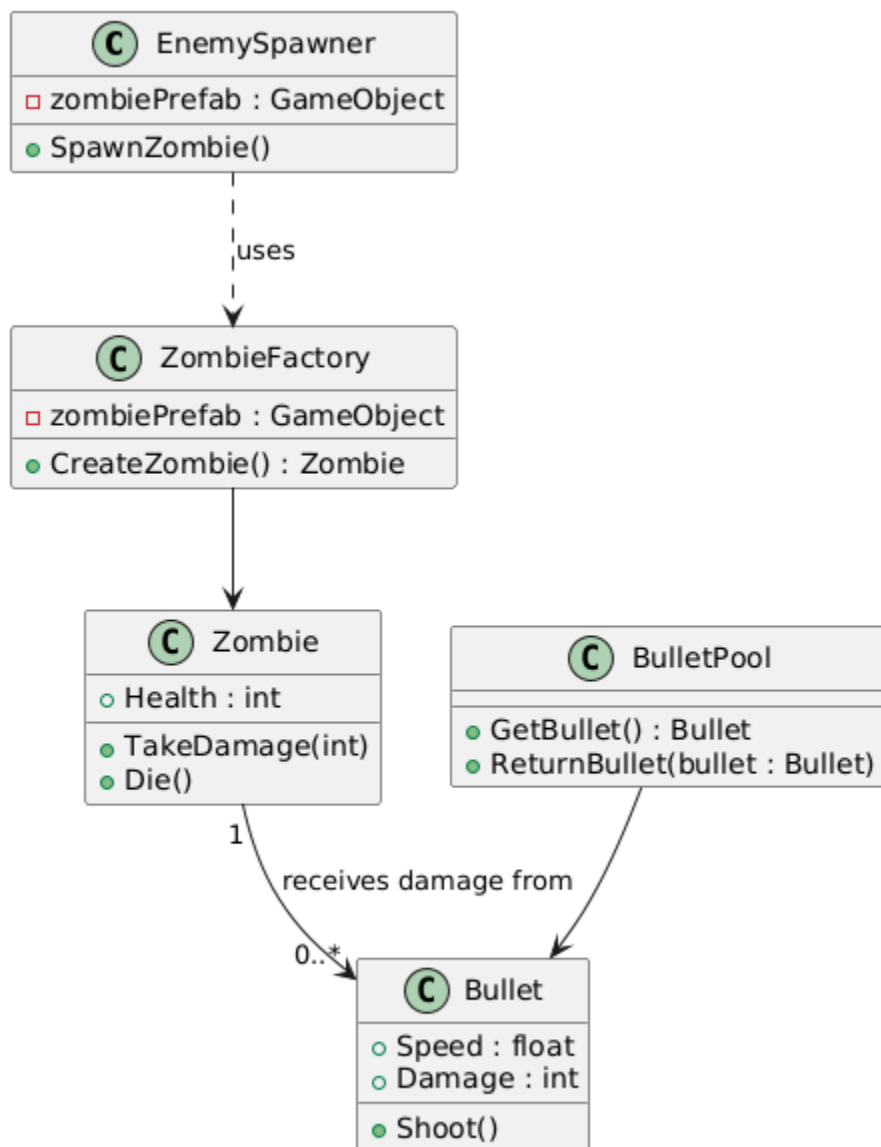 C EnemySpawner
zombiePrefab : GameObject
SpawnZombie()
uses
C ZombieFactory
zombiePrefab : GameObject
CreateZombie() : Zombie
C Zombie
Health : int
TakeDamage(int)
Die()
C BulletPool
GetBullet() : Bullet
ReturnBullet(bullet : Bullet)
1
receives damage from
0..*
C Bullet
Speed : float
Damage : int
Shoot()